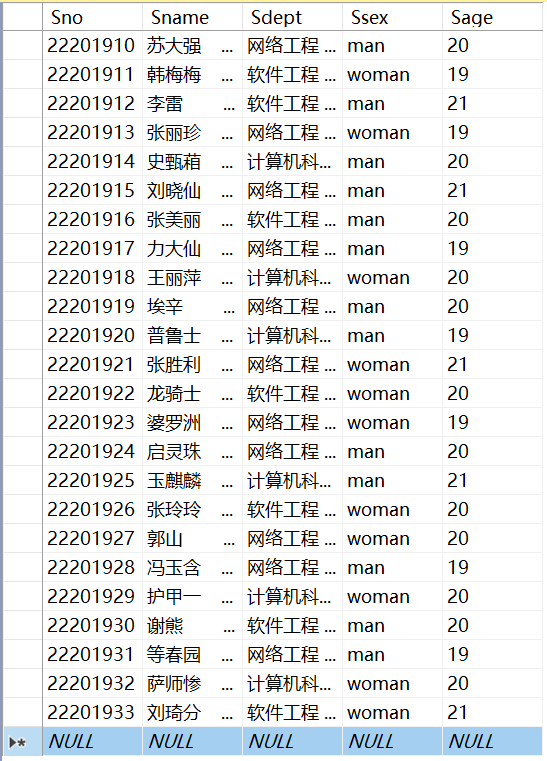 Sno Sname Sdept Ssex Sage
22201910 苏大强 ... 网络工程 ... man 20
22201911 韩梅梅 ... 软件工程 ... woman 19
22201912 李雷 ... 软件工程 ... man 21
22201913 张丽珍 ... 网络工程 ... woman 19
22201914 史甄葙 ... 计算机科... man 20
22201915 刘晓仙 ... 网络工程 ... man 21
22201916 张美丽 ... 软件工程 ... man 20
22201917 力大仙 ... 网络工程 ... man 19
22201918 王丽萍 ... 计算机科... woman 20
22201919 埃辛 ... 网络工程 ... man 20
22201920 普鲁士 ... 计算机科... man 19
22201921 张胜利 ... 网络工程 ... woman 21
22201922 龙骑士 ... 软件工程 ... woman 20
22201923 婆罗洲 ... 网络工程 ... woman 19
22201924 启灵珠 ... 网络工程 ... man 20
22201925 玉麒麟 ... 计算机科... man 21
22201926 张玲玲 ... 软件工程 ... woman 20
22201927 郭山 ... 网络工程 ... woman 20
22201928 冯玉含 ... 网络工程 ... man 19
22201929 护甲一 ... 计算机科... woman 20
22201930 谢熊 ... 软件工程 ... man 20
22201931 等春园 ... 网络工程 ... man 19
22201932 萨师惨 ... 计算机科... woman 20
22201933 刘琦分 ... 软件工程 ... woman 21
NULL NULL NULL NULL NULL